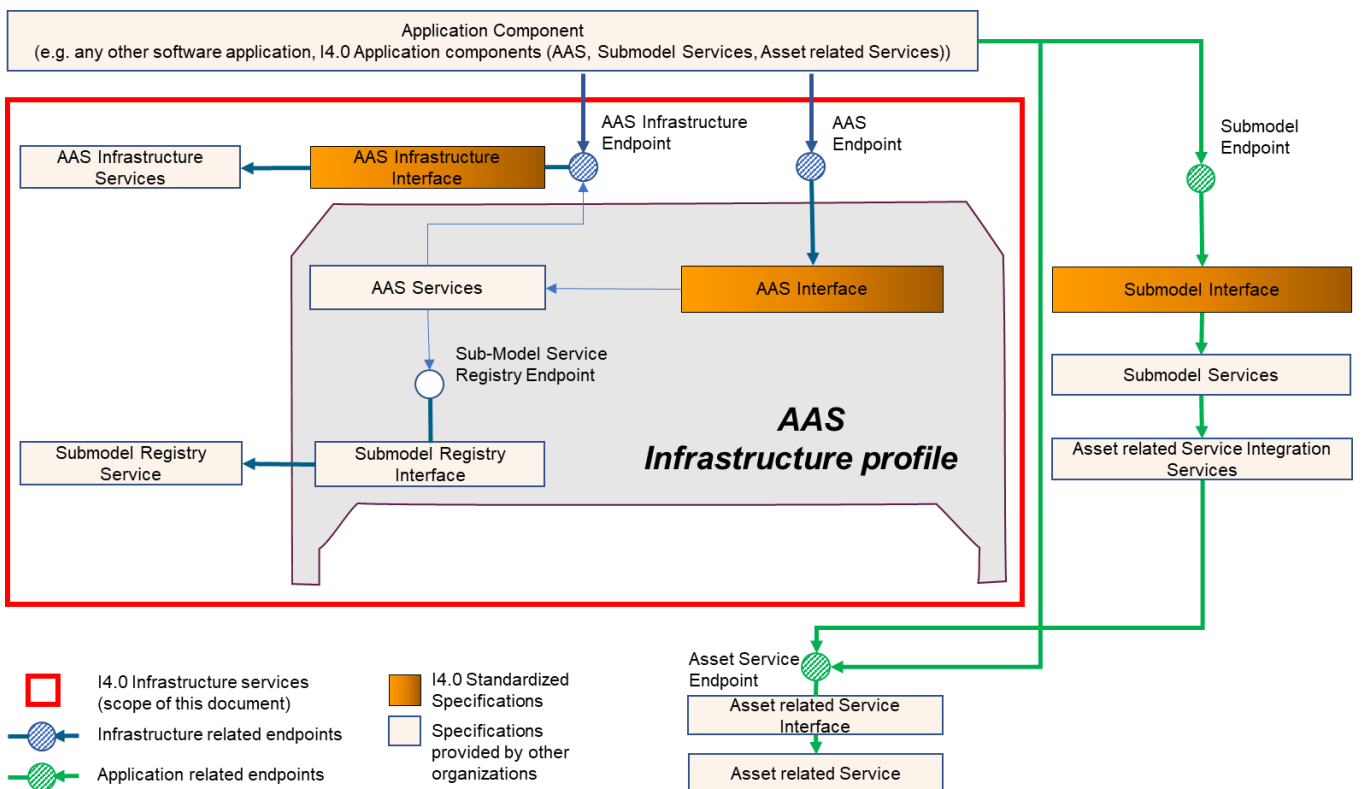 Application Component
(e.g. any other software application, I4.0 Application components (AAS, Submodel Services, Asset related Services))
AAS Infrastructure
Endpoint
AAS
Endpoint
Submodel
Endpoint
AAS Infrastructure
Services
AAS Infrastructure
Interface
AAS Services
AAS Interface
Submodel Interface
Sub-Model Service
Registry Endpoint
Submodel Services
AAS
Infrastructure profile
Submodel Registry
Service
Submodel Registry
Interface
Asset related Service Integration
Services
Asset Service
Endpoint
I4.0 Infrastructure services
(scope of this document)
I4.0 Standardized
Specifications
Asset related Service
Interface
Infrastructure related endpoints
Specifications
provided by other
organizations
Application related endpoints
Asset related Service